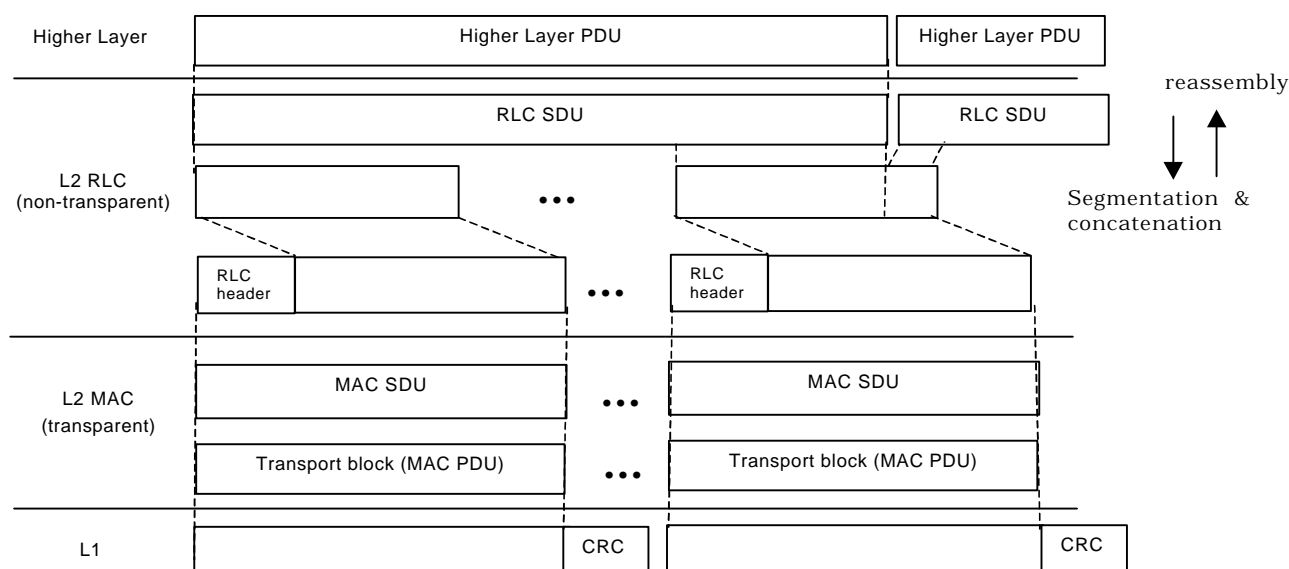 Higher Layer
Higher Layer PDU
Higher Layer PDU
reassembly
RLC SDU
RLC SDU
L2 RLC
(non-transparent)
Segmentation &
concatenation
RLC
header
RLC
header
L2 MAC
(transparent)
MAC SDU
MAC SDU
Transport block (MAC PDU)
Transport block (MAC PDU)
L1
CRC
CRC